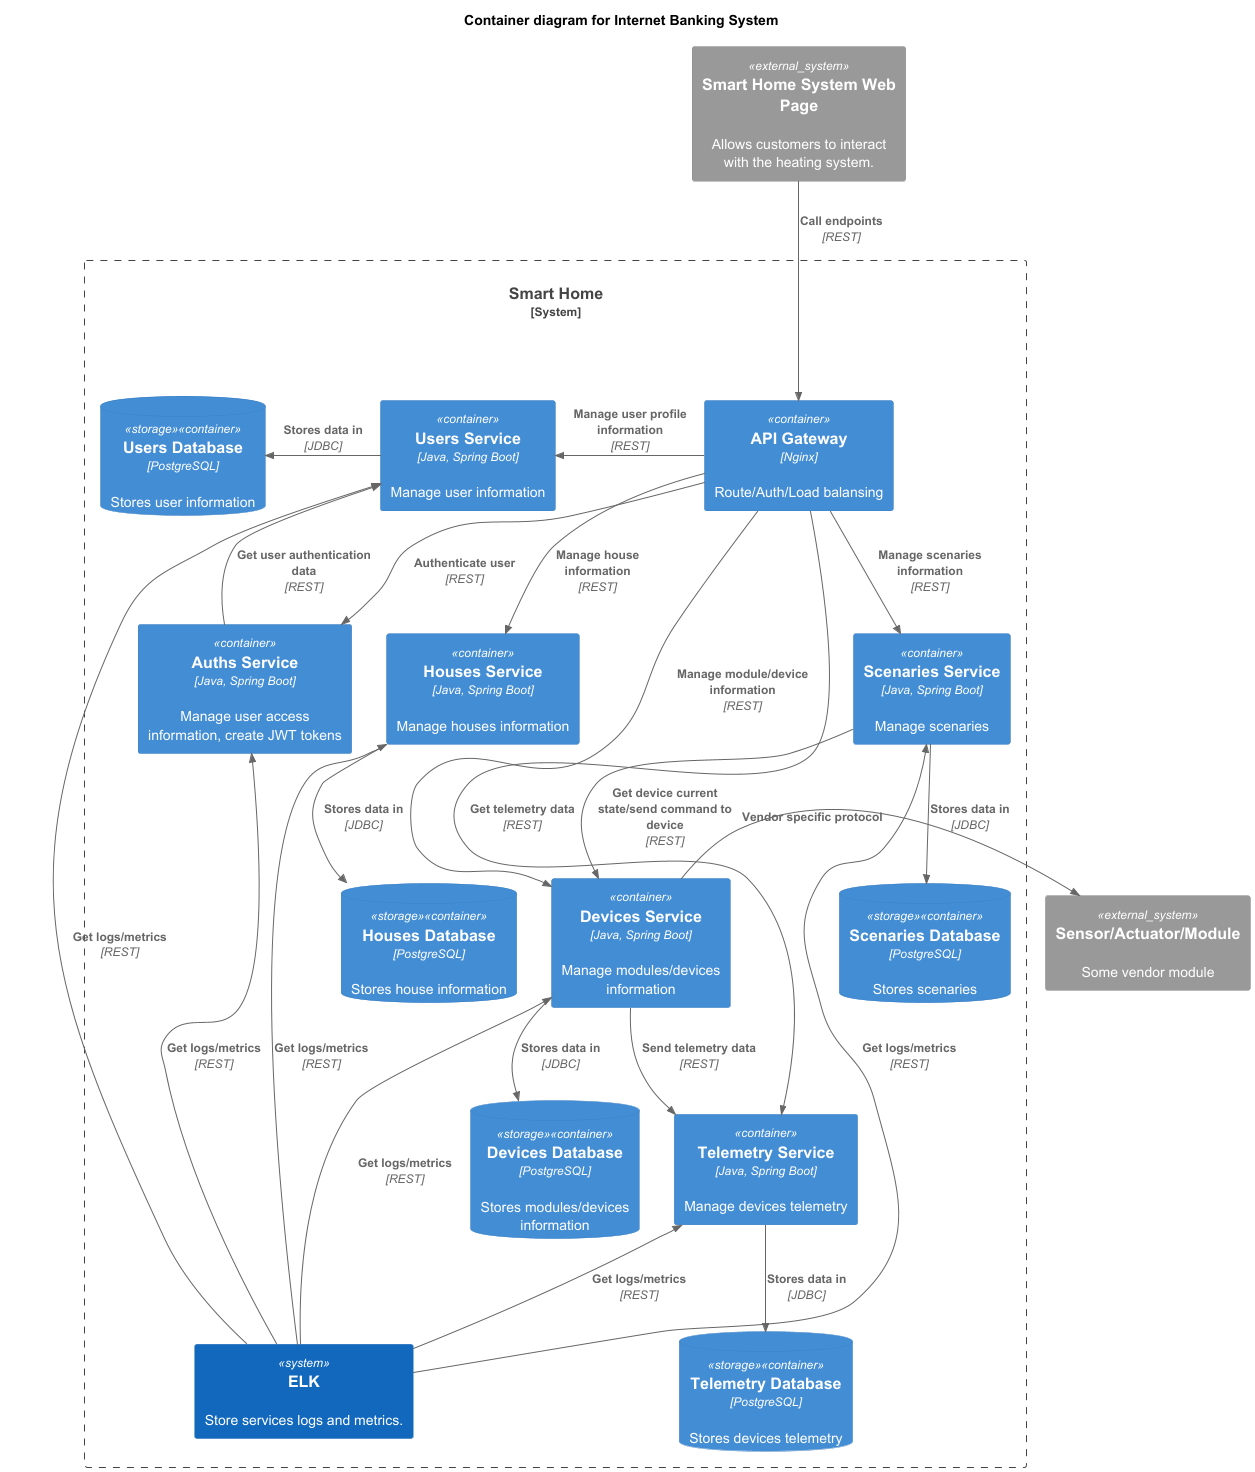 Container diagram for Internet Banking System
«external_system»
Smart Home System Web
Page
Allows customers to interact
with the heating system.
Call endpoints
[REST]
Smart Home
[System]
«storage»«container»
Users Database
[PostgreSQL]
Stores user information
Stores data in
[JDBC]
«container»
Users Service
[Java, Spring Boot]
Manage user information
Manage user profile
information
[REST]
«container»
API Gateway
[Nginx]
Route/Auth/Load balansing
Get user authentication
data
[REST]
Authenticate user
[REST]
Manage house
information
[REST]
Manage scenaries
information
[REST]
«container»
Auths Service
[Java, Spring Boot]
Manage user access
information, create JWT tokens
«container»
Houses Service
[Java, Spring Boot]
Manage houses information
Manage module/device
information
[REST]
«container»
Scenaries Service
[Java, Spring Boot]
Manage scenaries
Stores data in
[JDBC]
Get telemetry data
[REST]
Get device current
state/send command to
device
[REST]
Vendor specific protocol
Stores data in
[JDBC]
«storage»«container»
Houses Database
[PostgreSQL]
Stores house information
«container»
Devices Service
[Java, Spring Boot]
Manage modules/devices
information
«storage»«container»
Scenaries Database
[PostgreSQL]
Stores scenaries
«external_system»
Sensor/Actuator/Module
Some vendor module
Get logs/metrics
[REST]
Get logs/metrics
[REST]
Get logs/metrics
[REST]
Stores data in
[JDBC]
Send telemetry data
[REST]
Get logs/metrics
[REST]
Get logs/metrics
[REST]
«storage»«container»
Devices Database
[PostgreSQL]
Stores modules/devices
information
«container»
Telemetry Service
[Java, Spring Boot]
Manage devices telemetry
Get logs/metrics
[REST]
Stores data in
[JDBC]
«system»
ELK
Store services logs and metrics.
«storage»«container»
Telemetry Database
[PostgreSQL]
Stores devices telemetry